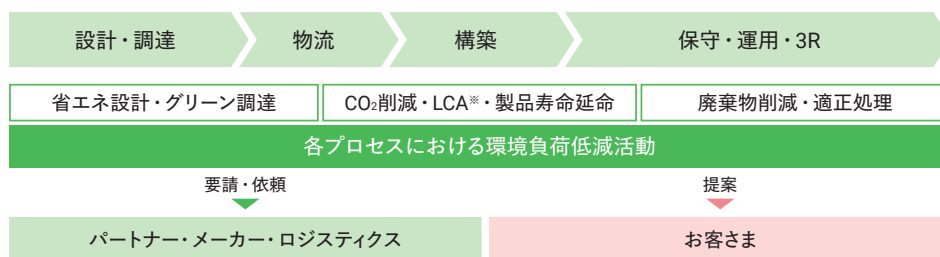 設計・調達 物流 構築 保守・運用・3R
省エネ設計・グリーン調達 CO₂削減・LCA※・製品寿命延命 廃棄物削減・適正処理
各プロセスにおける環境負荷低減活動
要請・依頼 提案
パートナー・メーカー・ロジスティクス お客さま